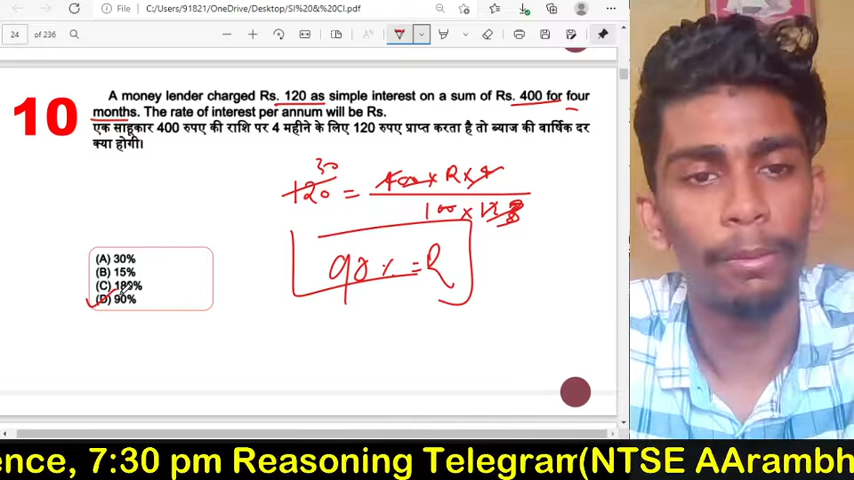 File
C:/Users/91821/OneDrive/Desktop/SI%20&%20CI.pdf
24 of 236
10
A money lender charged Rs. 120 as simple interest on a sum of Rs. 400 for four
months. The rate of interest per annum will be Rs.
एक साहूकार 400 रुपए की राशि पर 4 महीने के लिए 120 रुपए प्राप्त करता है तो ब्याज की वार्षिक दर
क्या होगी।
30
120 = 400 x R x 4
100 x 12 3
90% = R
(A) 30%
(B) 15%
(C) 180%
(D) 90%
ence, 7:30 pm Reasoning Telegram(NTSE AArambh